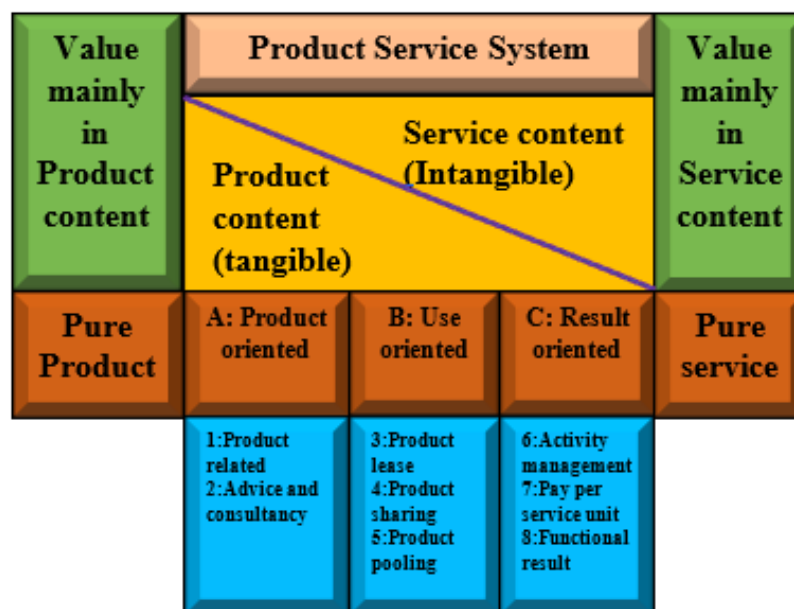 Value
mainly
in
Product
content
Product Service System
Value
mainly
in
Service
content
Service content
(Intangible)
Product
content
(tangible)
Pure
Product
A: Product
oriented
B: Use
oriented
C: Result
oriented
Pure
service
1:Product
related
2:Advice and
consultancy
3:Product
lease
4:Product
sharing
5:Product
pooling
6:Activity
management
7:Pay per
service unit
8:Functional
result